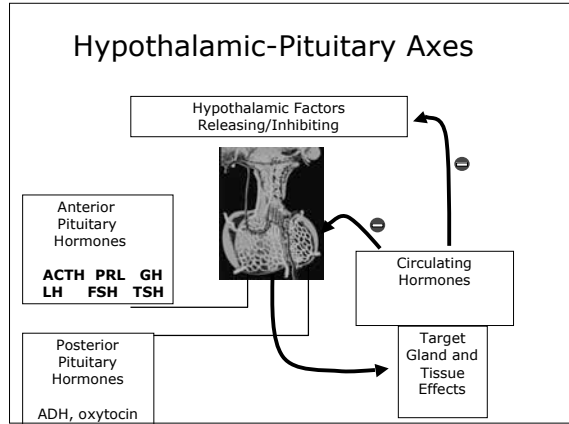 Hypothalamic-Pituitary Axes
Hypothalamic Factors
Releasing/Inhibiting
Anterior
Pituitary
Hormones
ACTH PRL GH
LH FSH TSH
Circulating
Hormones
Target
Gland and
Tissue
Effects
Posterior
Pituitary
Hormones
ADH, oxytocin